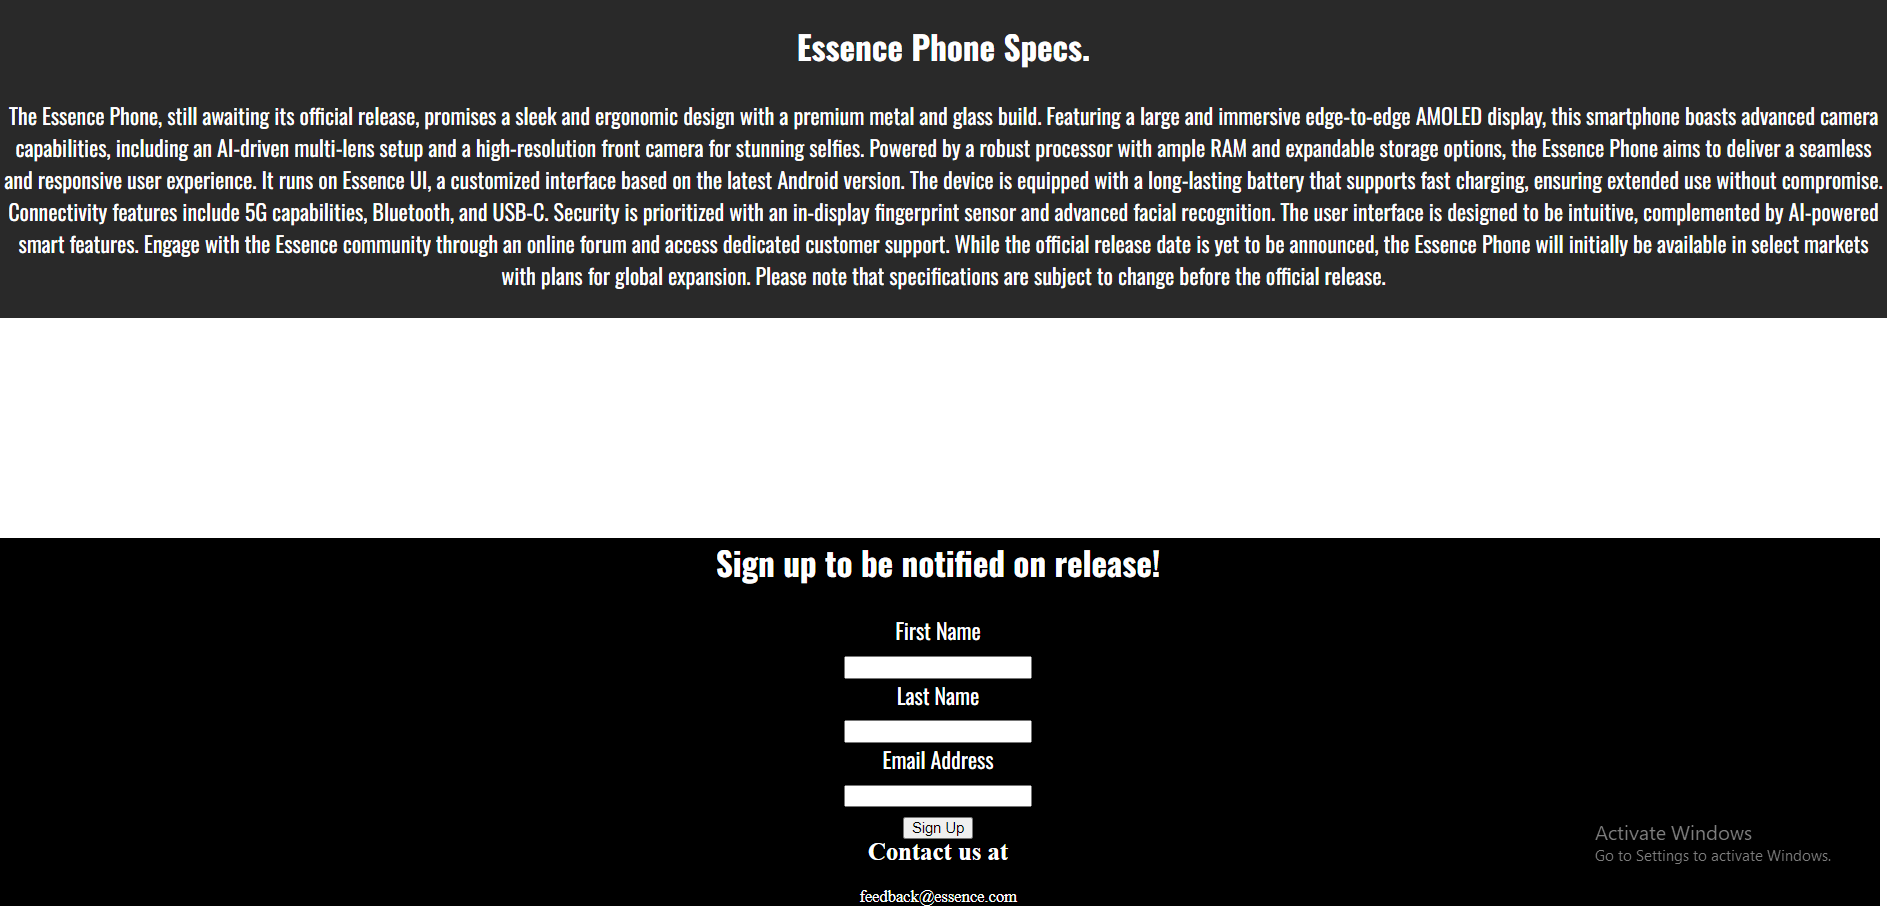 Essence Phone Specs.
The Essence Phone, still awaiting its official release, promises a sleek and ergonomic design with a premium metal and glass build. Featuring a large and immersive edge-to-edge AMOLED display, this smartphone boasts advanced camera
capabilities, including an AI-driven multi-lens setup and a high-resolution front camera for stunning selfies. Powered by a robust processor with ample RAM and expandable storage options, the Essence Phone aims to deliver a seamless
and responsive user experience. It runs on Essence UI, a customized interface based on the latest Android version. The device is equipped with a long-lasting battery that supports fast charging, ensuring extended use without compromise.
Connectivity features include 5G capabilities, Bluetooth, and USB-C. Security is prioritized with an in-display fingerprint sensor and advanced facial recognition. The user interface is designed to be intuitive, complemented by AI-powered
smart features. Engage with the Essence community through an online forum and access dedicated customer support. While the official release date is yet to be announced, the Essence Phone will initially be available in select markets
with plans for global expansion. Please note that specifications are subject to change before the official release.
Sign up to be notified on release!
First Name
Last Name
Email Address
Sign Up
Contact us at
feedback@essence.com
Activate Windows
Go to Settings to activate Windows.